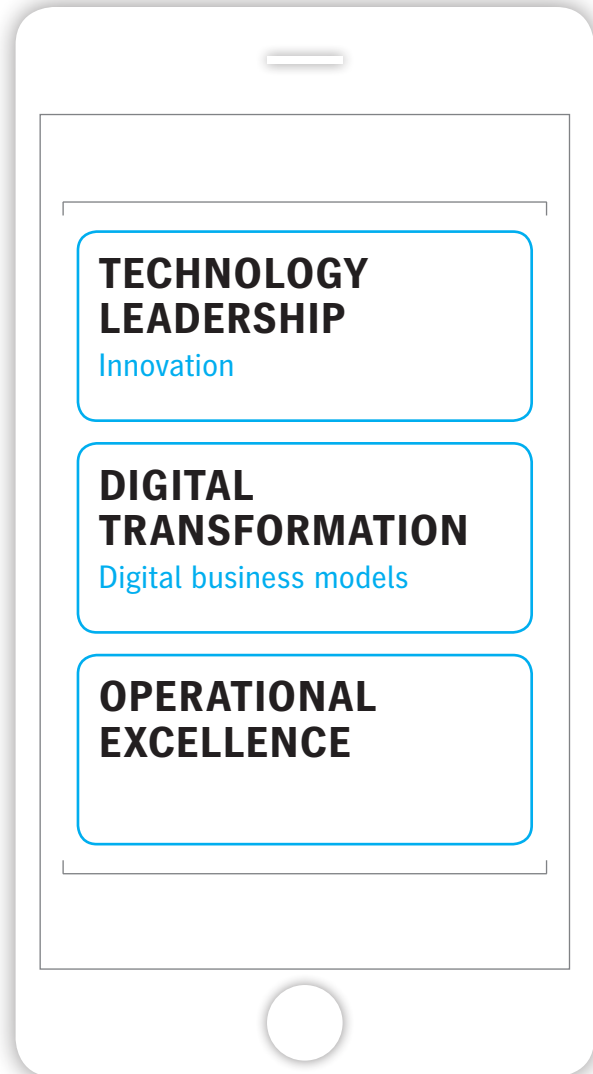 TECHNOLOGY
LEADERSHIP
Innovation
DIGITAL
TRANSFORMATION
Digital business models
OPERATIONAL
EXCELLENCE